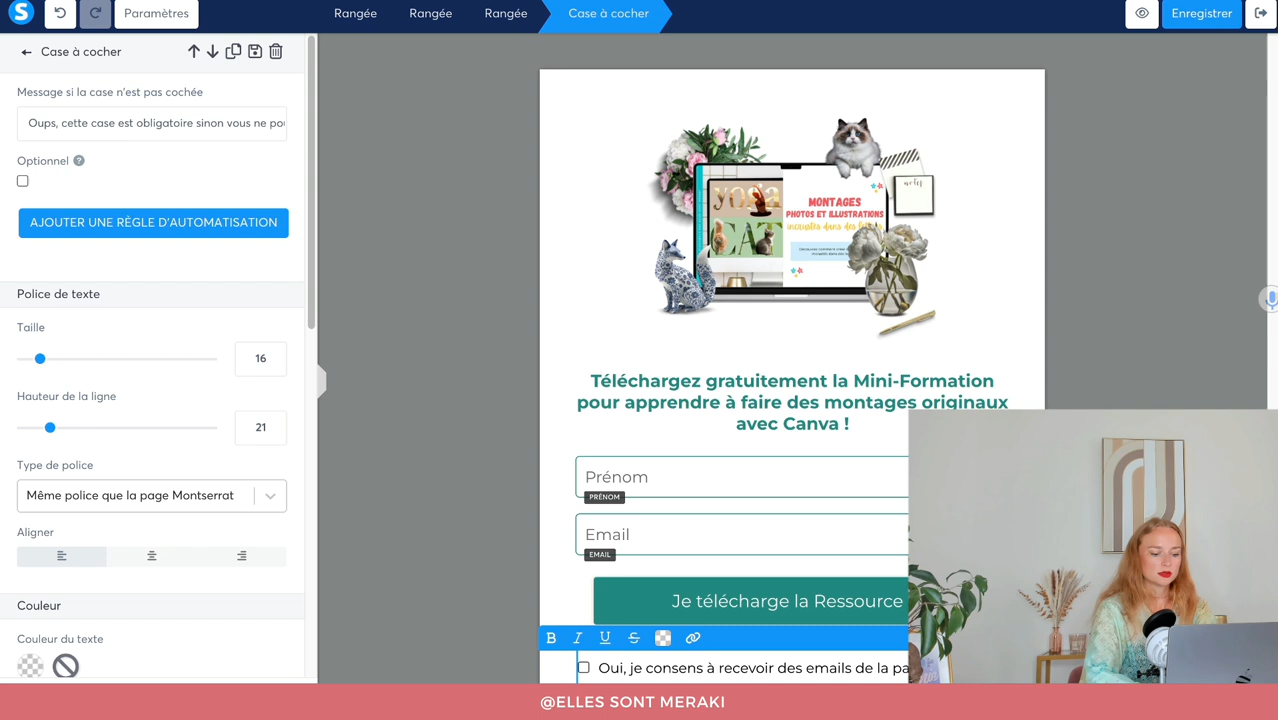 S
Paramètres
Rangée
Rangée
Rangée
Case à cocher
Enregistrer
Case à cocher
Message si la case n'est pas cochée
Oups, cette case est obligatoire sinon vous ne pou
Optionnel ?
AJOUTER UNE RÈGLE D'AUTOMATISATION
Police de texte
Taille
16
Hauteur de la ligne
21
Type de police
Même police que la page Montserrat
Aligner
Couleur
Couleur du texte
yoga
CAT
MONTAGES
PHOTOS ET ILLUSTRATIONS
Téléchargez gratuitement la Mini-Formation
pour apprendre à faire des montages originaux
avec Canva !
Prénom
PRÉNOM
Email
EMAIL
Je télécharge la Ressource
B I U S
Oui, je consens à recevoir des emails de la pa
@ELLES SONT MERAKI